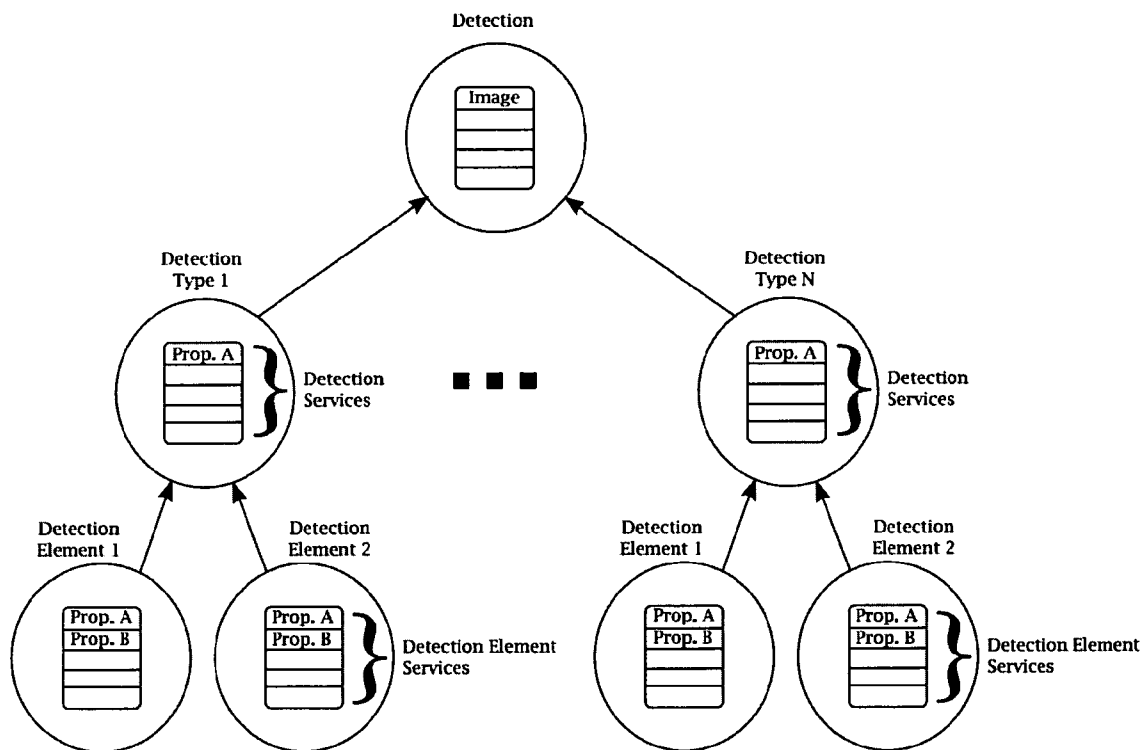 Detection
Image
Detection
Type 1
Detection
Type N
Prop. A
Detection
Services
Prop. A
Detection
Services
Detection
Element 1
Detection
Element 2
Detection
Element 1
Detection
Element 2
Prop. A
Prop. B
Prop. A
Prop. B
Detection Element
Services
Prop. A
Prop. B
Prop. A
Prop. B
Detection Element
Services